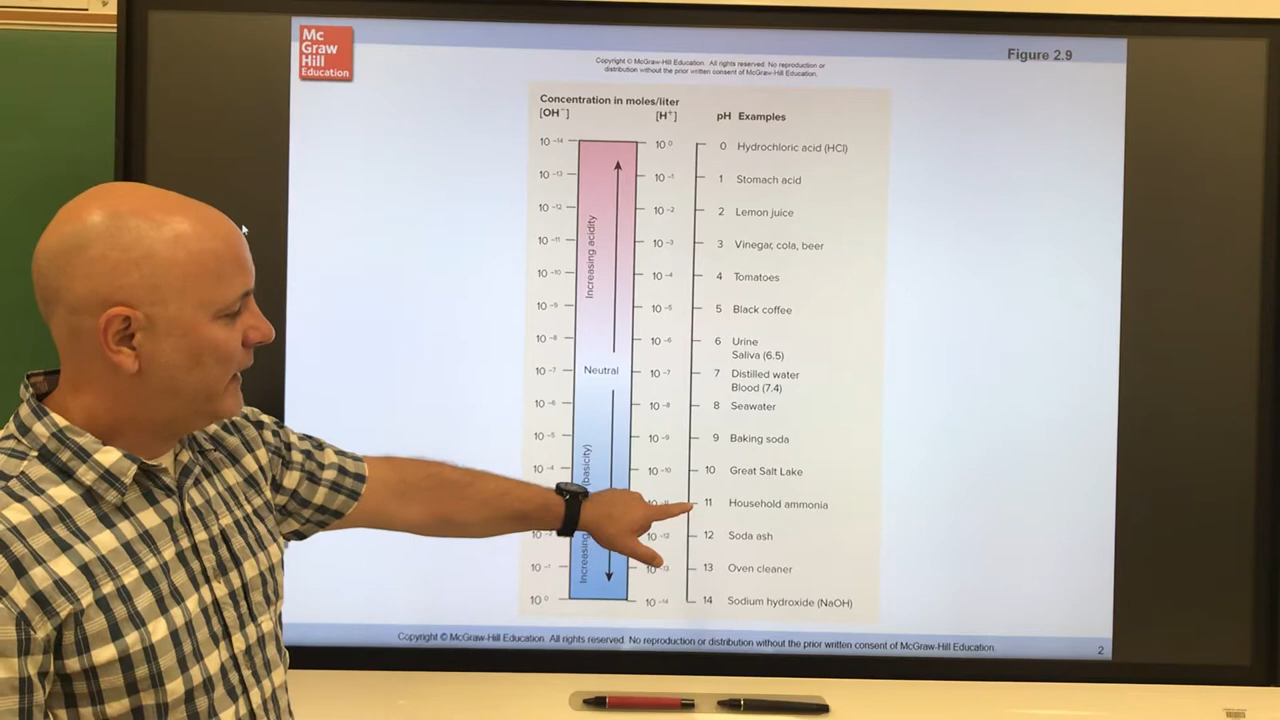 Mc
Graw
Hill
Education
Figure 2.9
Copyright © McGraw-Hill Education. All rights reserved. No reproduction or
distribution without the prior written consent of McGraw-Hill Education.
Concentration in moles/liter
[OH⁻] [H⁺] pH Examples
10⁻¹⁴ 10⁰ 0 Hydrochloric acid (HCl)
10⁻¹³ 10⁻¹ 1 Stomach acid
10⁻¹² 10⁻² 2 Lemon juice
10⁻¹¹ 10⁻³ 3 Vinegar, cola, beer
10⁻¹⁰ 10⁻⁴ 4 Tomatoes
10⁻⁹ 10⁻⁵ 5 Black coffee
10⁻⁸ 10⁻⁶ 6 Urine
Saliva (6.5)
10⁻⁷ Neutral 10⁻⁷ 7 Distilled water
Blood (7.4)
10⁻⁶ 10⁻⁸ 8 Seawater
10⁻⁵ 10⁻⁹ 9 Baking soda
10⁻⁴ 10⁻¹⁰ 10 Great Salt Lake
11 Household ammonia
10⁻¹² 12 Soda ash
10⁻¹ 10⁻¹³ 13 Oven cleaner
10⁰ 10⁻¹⁴ 14 Sodium hydroxide (NaOH)
Increasing acidity
Increasing (basicity)
Copyright © McGraw-Hill Education. All rights reserved. No reproduction or distribution without the prior written consent of McGraw-Hill Education.
2